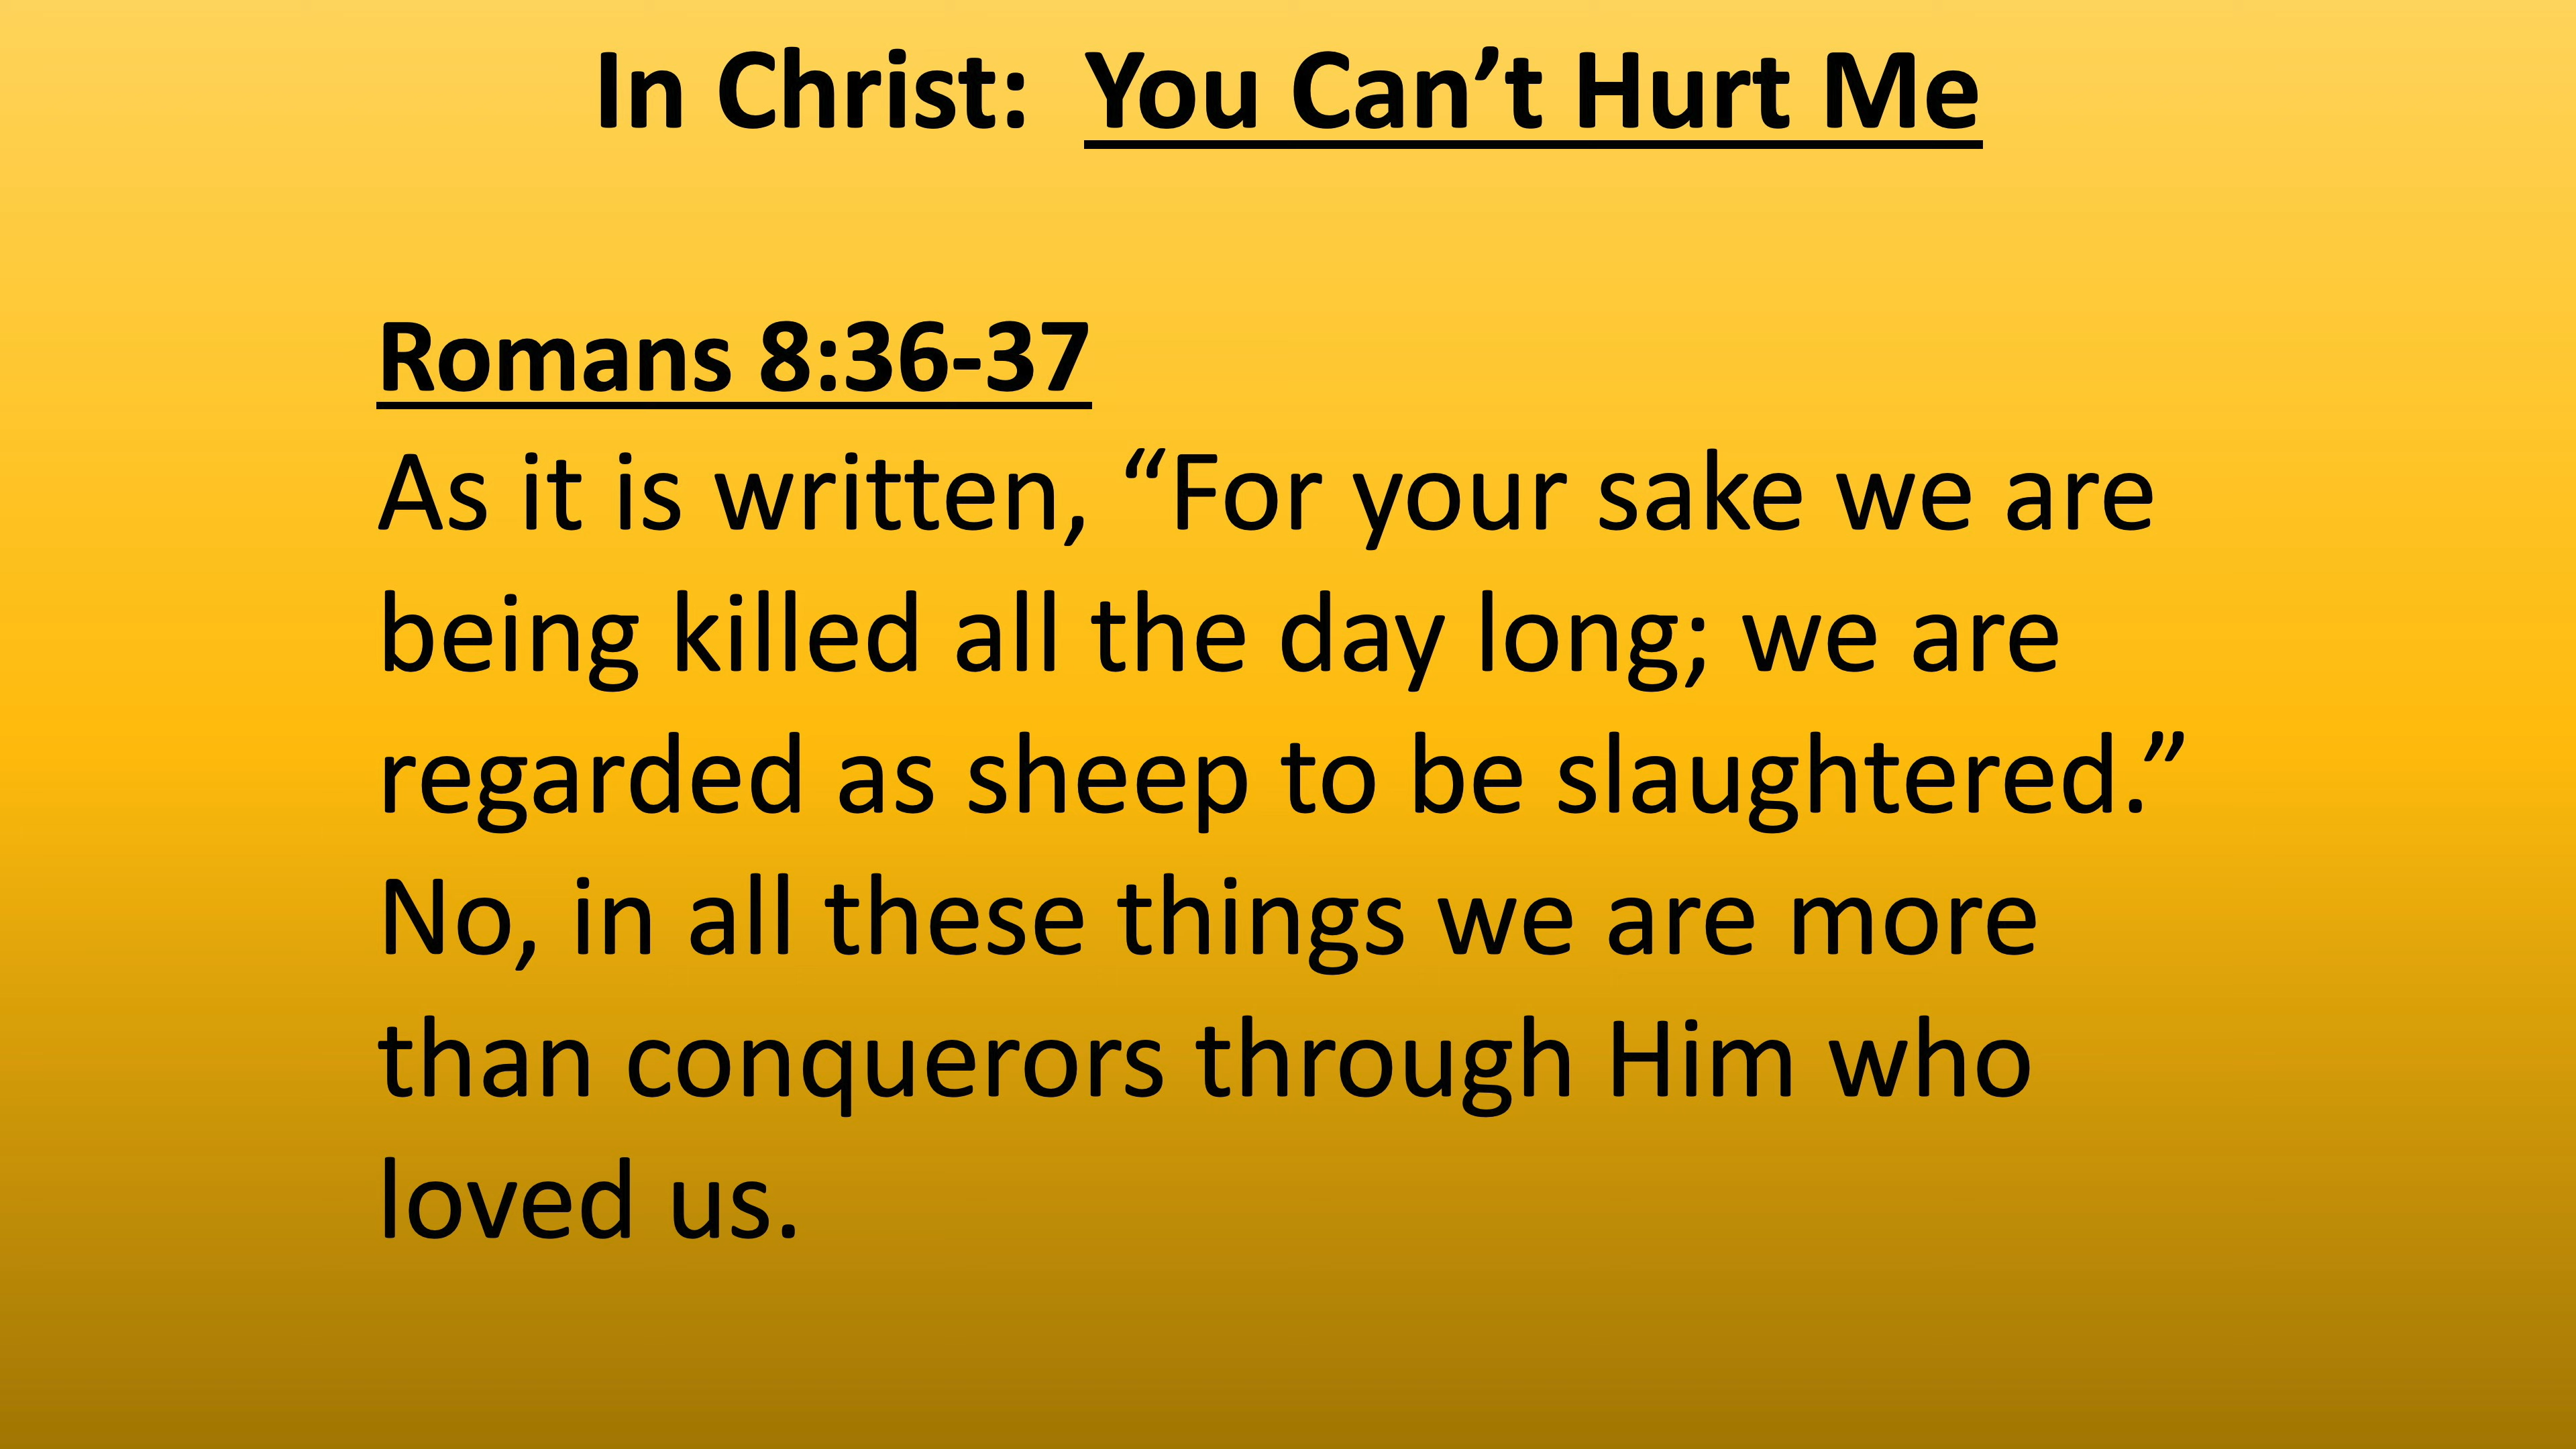 In Christ:  You Can’t Hurt Me
Romans 8:36-37
As it is written, “For your sake we are
being killed all the day long; we are
regarded as sheep to be slaughtered.”
No, in all these things we are more
than conquerors through Him who
loved us.